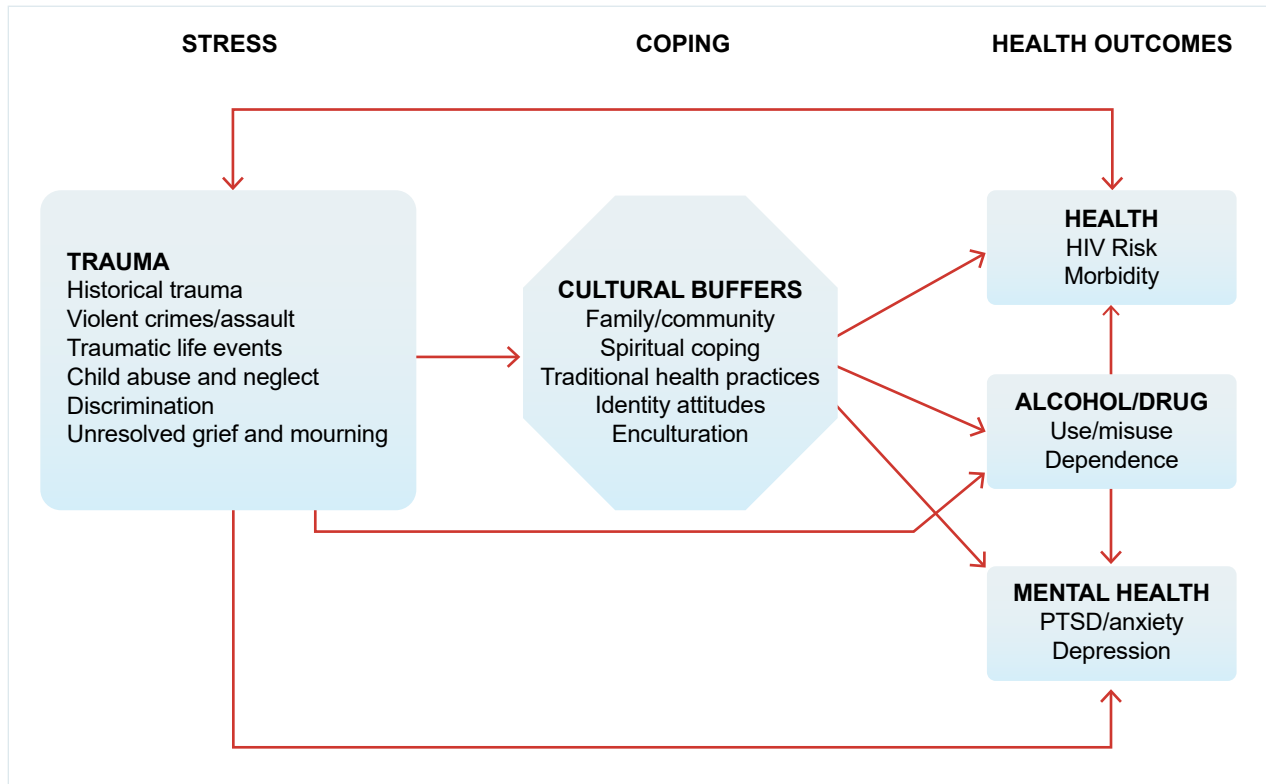 STRESS
COPING
HEALTH OUTCOMES
TRAUMA
Historical trauma
Violent crimes/assault
Traumatic life events
Child abuse and neglect
Discrimination
Unresolved grief and mourning
CULTURAL BUFFERS
Family/community
Spiritual coping
Traditional health practices
Identity attitudes
Enculturation
HEALTH
HIV Risk
Morbidity
ALCOHOL/DRUG
Use/misuse
Dependence
MENTAL HEALTH
PTSD/anxiety
Depression